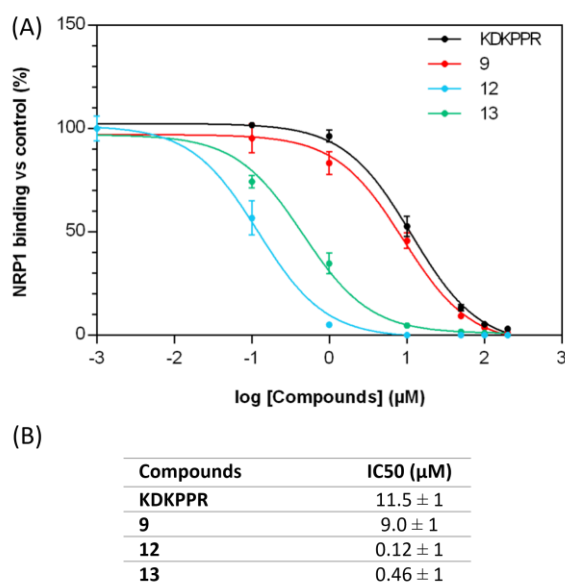 (A)
150
100
50
0
-3
-2
-1
0
1
2
3
NRP1 binding vs control (%)
log [Compounds] (µM)
KDKPPR
9
12
13
(B)
Compounds IC50 (µM)
KDKPPR 11.5 ± 1
9 9.0 ± 1
12 0.12 ± 1
13 0.46 ± 1